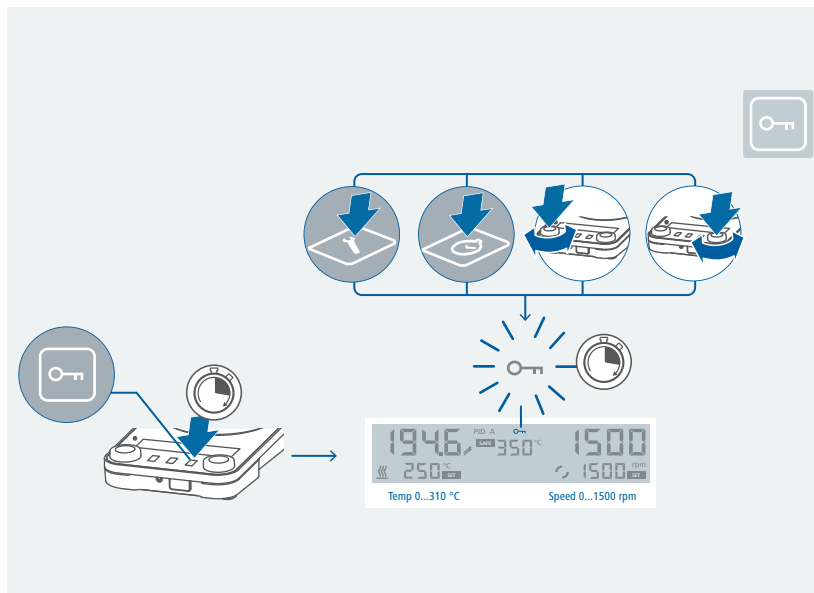 194.6 PID A 350 °C 1500
SAFE
250 °C SET 1500 rpm SET
Temp 0...310 °C Speed 0...1500 rpm